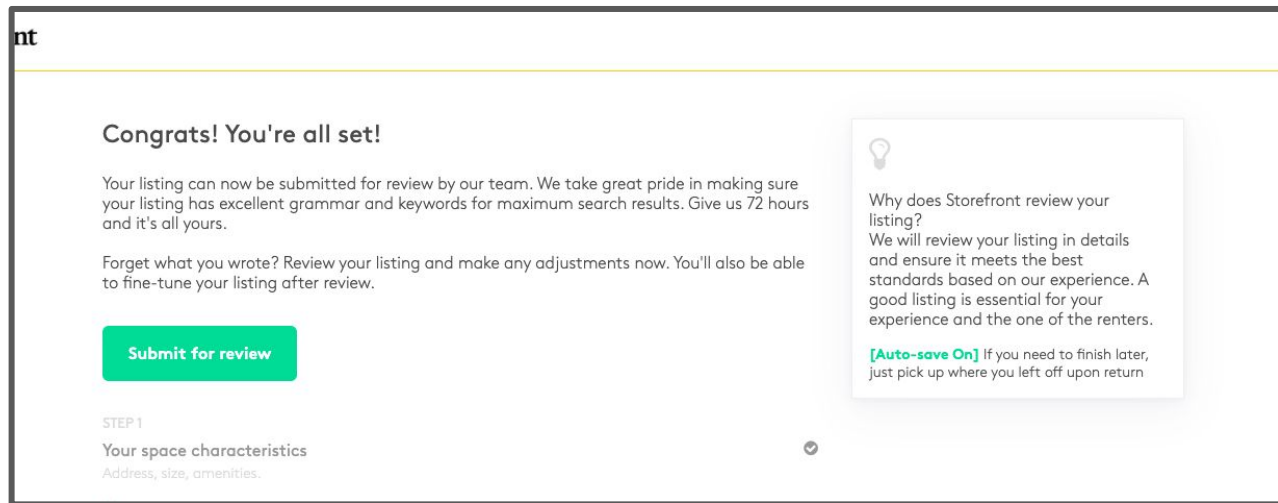 nt
Congrats! You're all set!
Your listing can now be submitted for review by our team. We take great pride in making sure
your listing has excellent grammar and keywords for maximum search results. Give us 72 hours
and it's all yours.
Forget what you wrote? Review your listing and make any adjustments now. You'll also be able
to fine-tune your listing after review.
Submit for review
STEP 1
Your space characteristics
Address, size, amenities.
Why does Storefront review your
listing?
We will review your listing in details
and ensure it meets the best
standards based on our experience. A
good listing is essential for your
experience and the one of the renters.
[Auto-save On] If you need to finish later,
just pick up where you left off upon return